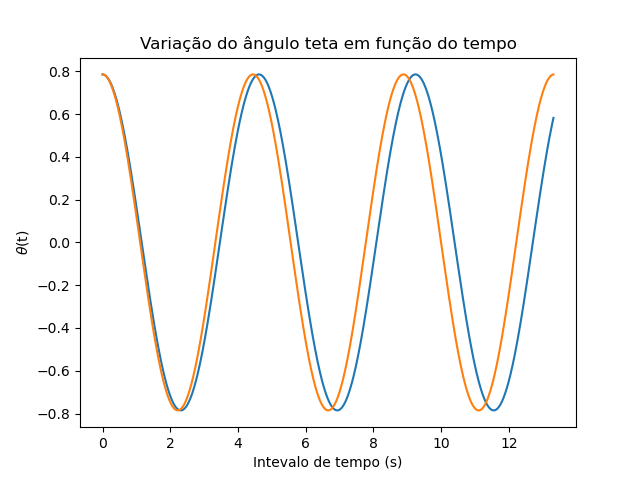 Variação do ângulo teta em função do tempo
0.8
0.6
0.4
0.2
0.0
−0.2
−0.4
−0.6
−0.8
θ(t)
0 2 4 6 8 10 12
Intevalo de tempo (s)